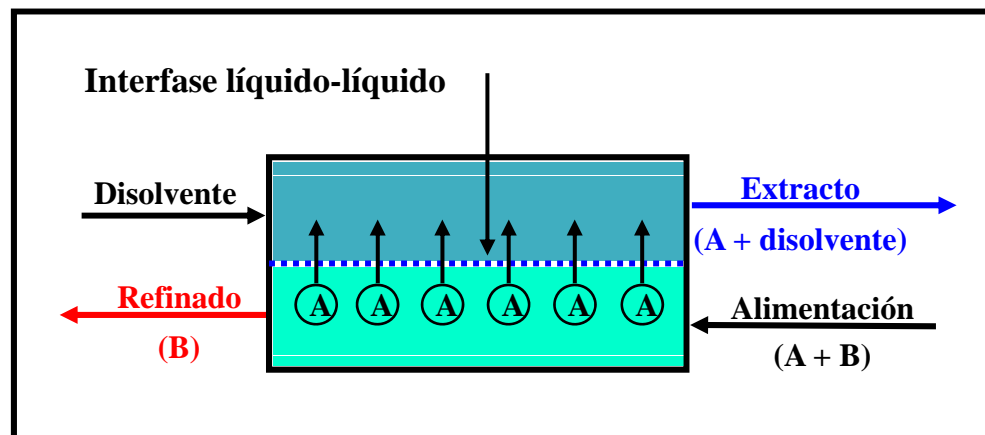 Interfase líquido-líquido
Disolvente
Extracto
(A + disolvente)
Refinado
(B)
A A A A A A
Alimentación
(A + B)